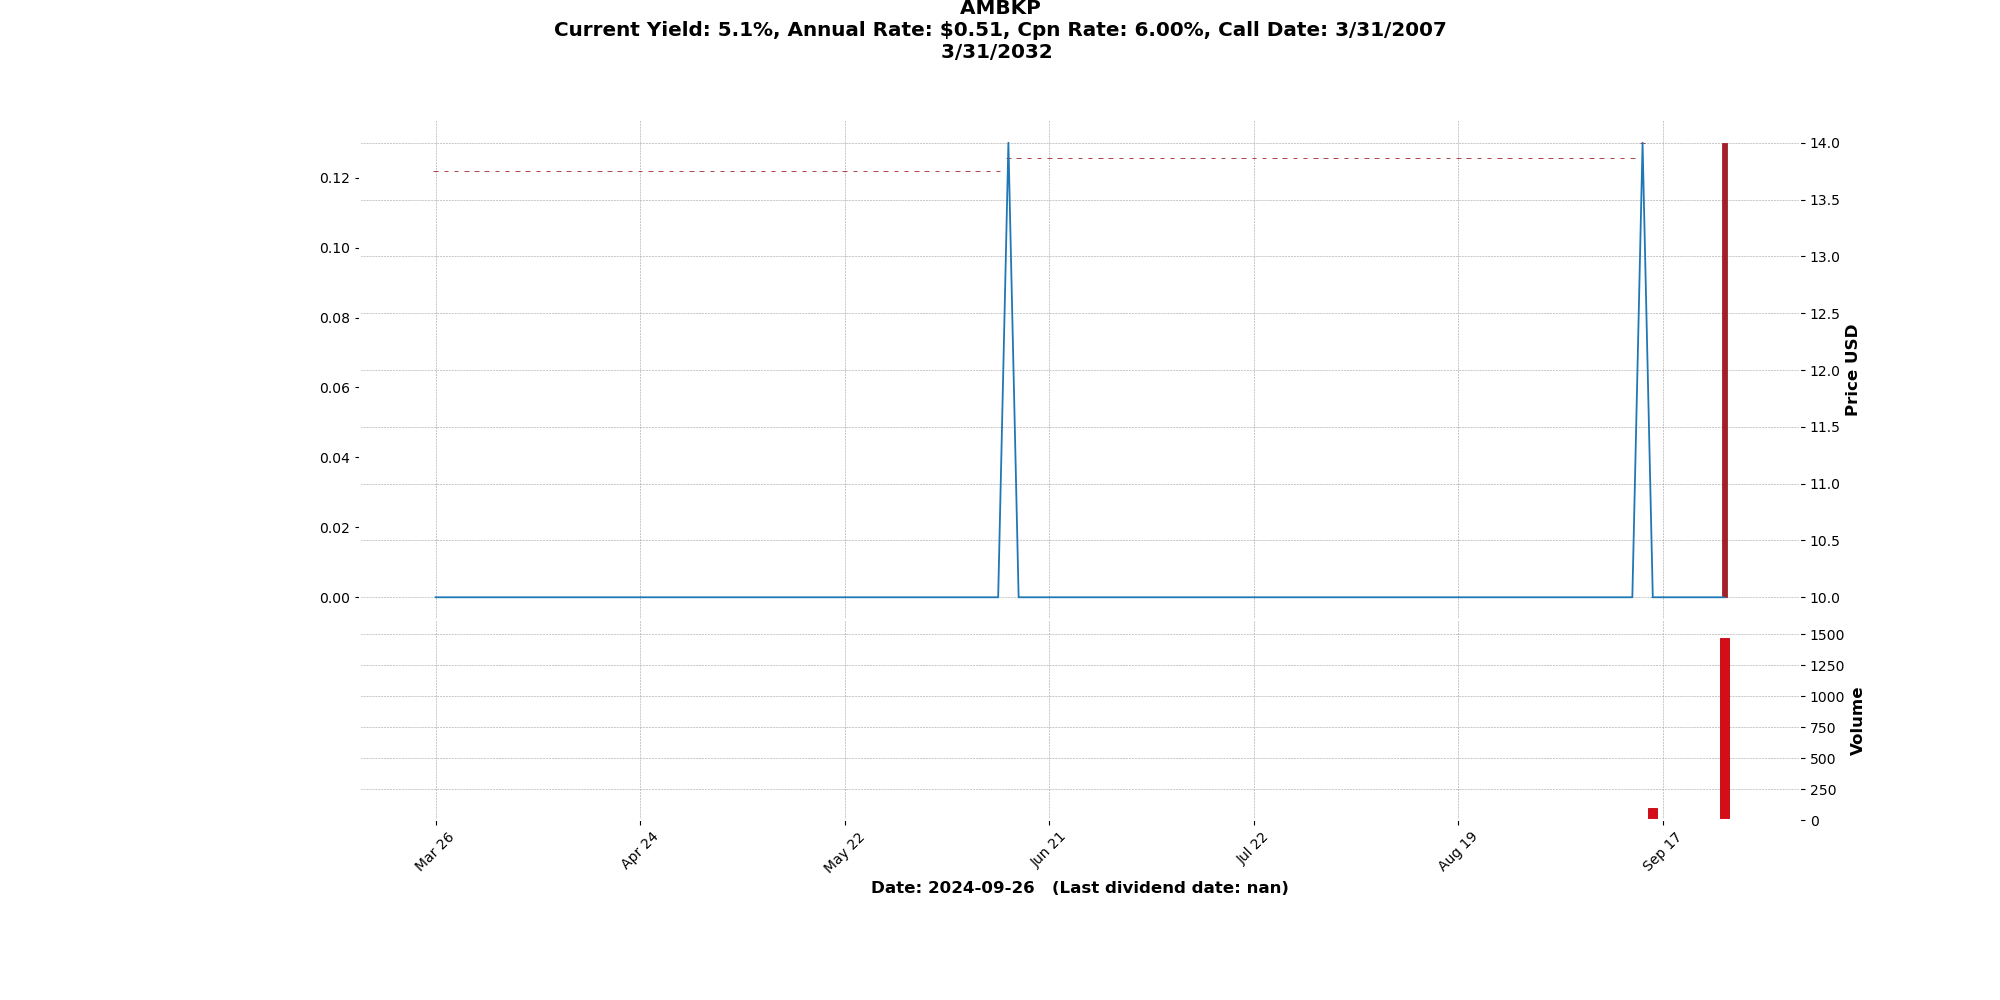 AMBKP
Current Yield: 5.1%, Annual Rate: $0.51, Cpn Rate: 6.00%, Call Date: 3/31/2007
3/31/2032
0.12
0.10
0.08
0.06
0.04
0.02
0.00
14.0
13.5
13.0
12.5
12.0
11.5
11.0
10.5
10.0
Price USD
1500
1250
1000
750
500
250
0
Volume
Mar 26
Apr 24
May 22
Jun 21
Jul 22
Aug 19
Sep 17
Date: 2024-09-26 (Last dividend date: nan)